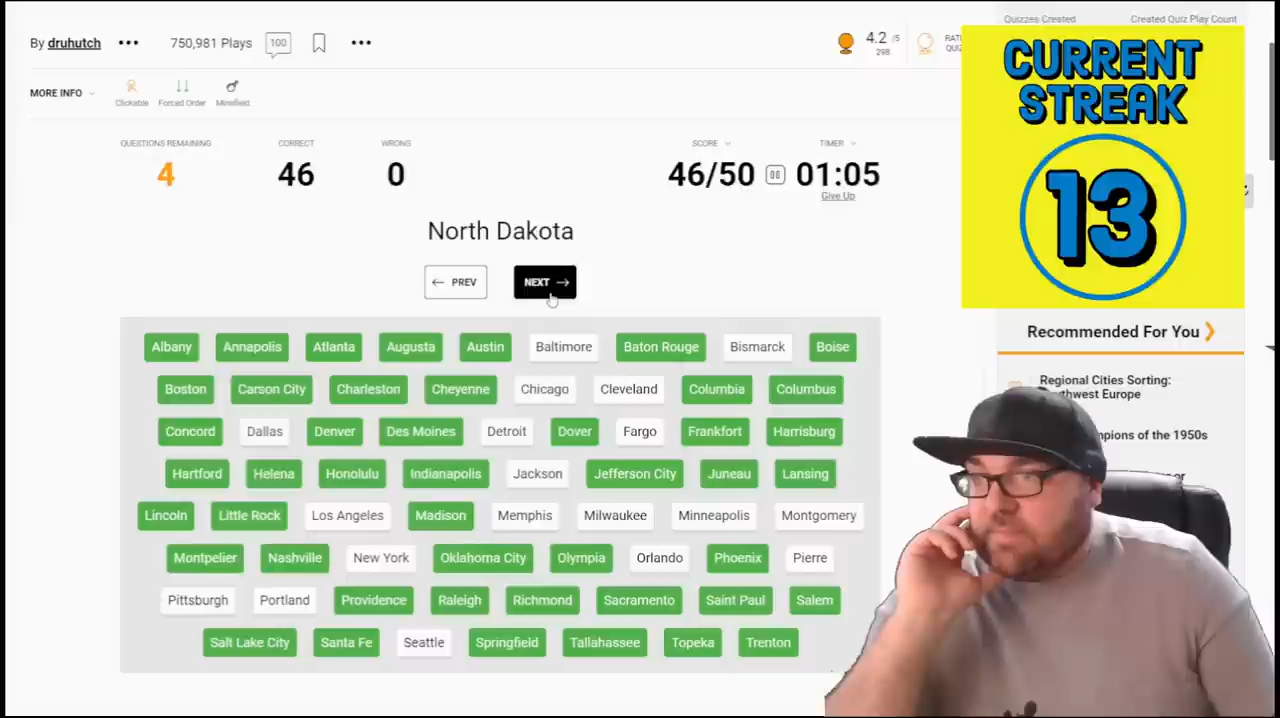 Quizzes Created Created Quiz Play Count
By druhutch ••• 750,981 Plays 100 •••
4.2 /5
298
RATE
QUIZ
MORE INFO
Clickable Forced Order Minefield
QUESTIONS REMAINING CORRECT WRONG SCORE TIMER
4 46 0 46/50 01:05
Give Up
CURRENT
STREAK
13
North Dakota
← PREV NEXT →
Recommended For You
Albany Annapolis Atlanta Augusta Austin Baltimore Baton Rouge Bismarck Boise
Boston Carson City Charleston Cheyenne Chicago Cleveland Columbia Columbus
Concord Dallas Denver Des Moines Detroit Dover Fargo Frankfort Harrisburg
Hartford Helena Honolulu Indianapolis Jackson Jefferson City Juneau Lansing
Lincoln Little Rock Los Angeles Madison Memphis Milwaukee Minneapolis Montgomery
Montpelier Nashville New York Oklahoma City Olympia Orlando Phoenix Pierre
Pittsburgh Portland Providence Raleigh Richmond Sacramento Saint Paul Salem
Salt Lake City Santa Fe Seattle Springfield Tallahassee Topeka Trenton
Regional Cities Sorting:
Europe
of the 1950s